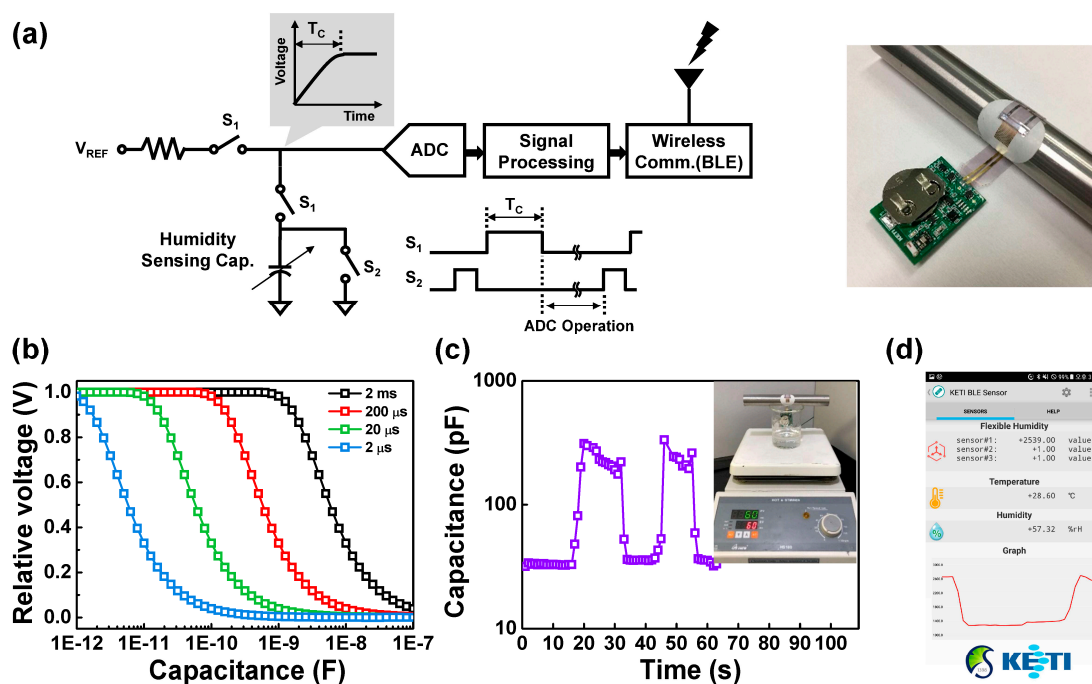 (a)
T_C
Voltage
Time
V_REF
S_1
ADC
Signal
Processing
Wireless
Comm.(BLE)
S_1
Humidity
Sensing Cap.
S_2
T_C
S_1
S_2
ADC Operation
(b)
Relative voltage (V)
1.0
0.8
0.6
0.4
0.2
0.0
2 ms
200 μs
20 μs
2 μs
1E-12 1E-11 1E-10 1E-9 1E-8 1E-7
Capacitance (F)
(c)
Capacitance (pF)
1000
100
10
60
60
0 10 20 30 40 50 60 70 80 90 100
Time (s)
(d)
KETI BLE Sensor
SENSORS HELP
Flexible Humidity
sensor#1: +2539.00 value
sensor#2: +1.00 value
sensor#3: +1.00 value
Temperature
+28.60 ℃
Humidity
+57.32 %rH
Graph
KETI